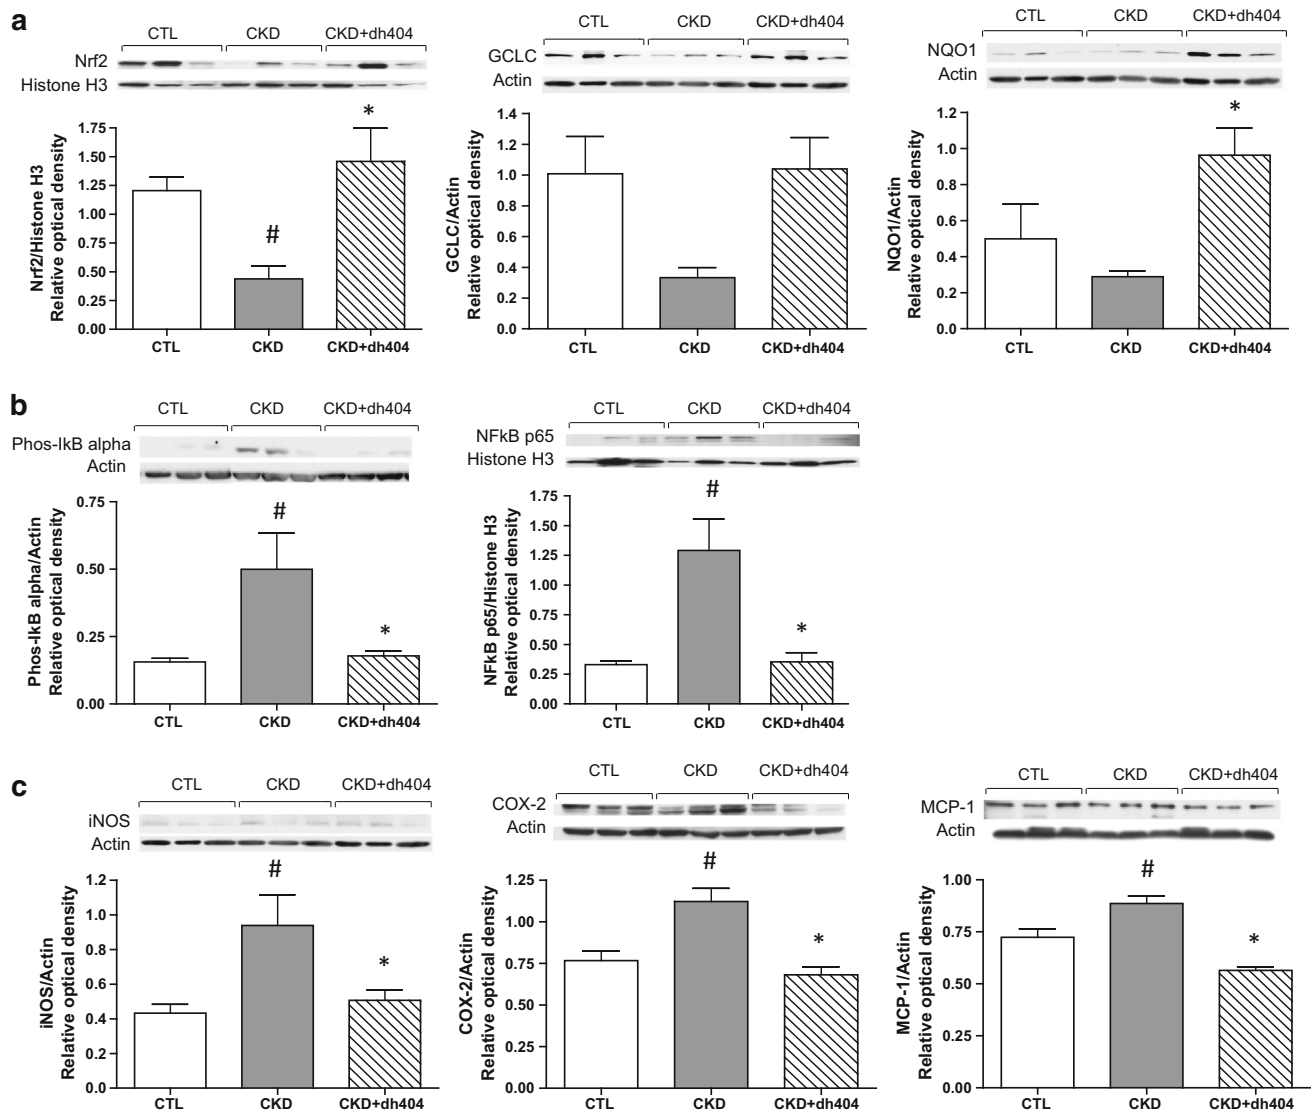 a
CTL CKD CKD+dh404
Nrf2
Histone H3
*
#
Nrf2/Histone H3
Relative optical density
1.75
1.50
1.25
1.00
0.75
0.50
0.25
0.00
CTL CKD CKD+dh404
CTL CKD CKD+dh404
GCLC
Actin
GCLC/Actin
Relative optical density
1.4
1.2
1.0
0.8
0.6
0.4
0.2
0.0
CTL CKD CKD+dh404
CTL CKD CKD+dh404
NQO1
Actin
*
NQO1/Actin
Relative optical density
1.2
1.0
0.8
0.6
0.4
0.2
0.0
CTL CKD CKD+dh404
b
CTL CKD CKD+dh404
Phos-IkB alpha
Actin
#
*
Phos-IkB alpha/Actin
Relative optical density
0.75
0.50
0.25
0.00
CTL CKD CKD+dh404
CTL CKD CKD+dh404
NFkB p65
Histone H3
#
*
NFkB p65/Histone H3
Relative optical density
1.75
1.50
1.25
1.00
0.75
0.50
0.25
0.00
CTL CKD CKD+dh404
c
CTL CKD CKD+dh404
iNOS
Actin
#
*
iNOS/Actin
Relative optical density
1.2
1.0
0.8
0.6
0.4
0.2
0.0
CTL CKD CKD+dh404
CTL CKD CKD+dh404
COX-2
Actin
#
*
COX-2/Actin
Relative optical density
1.25
1.00
0.75
0.50
0.25
0.00
CTL CKD CKD+dh404
CTL CKD CKD+dh404
MCP-1
Actin
#
*
MCP-1/Actin
Relative optical density
1.00
0.75
0.50
0.25
0.00
CTL CKD CKD+dh404